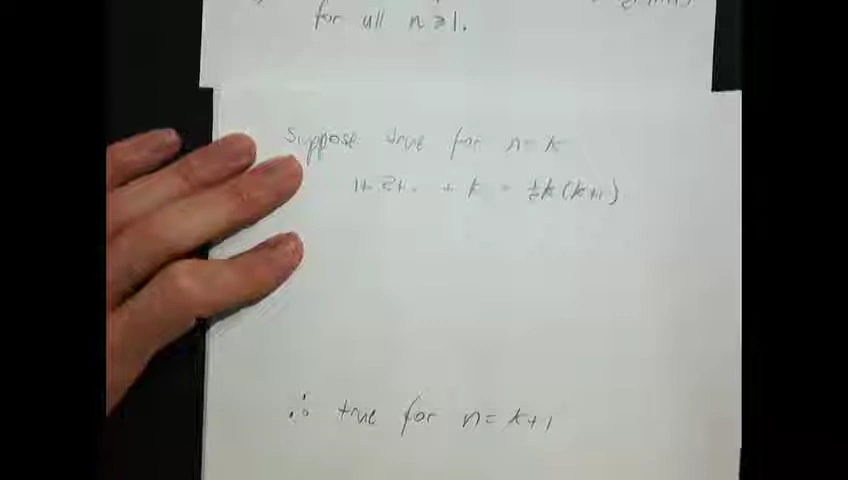 for all n ≥ 1.
Suppose true for n = k
1+2+.. + k = ½k(k+1)
∴ true for n = k+1